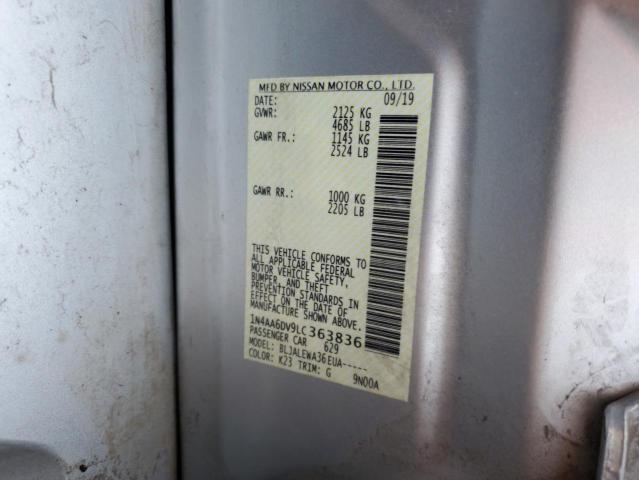 MFD BY NISSAN MOTOR CO., LTD.
DATE: 09/19
GVWR: 2125 KG
4685 LB
GAWR FR.: 1145 KG
2524 LB
GAWR RR.: 1000 KG
2205 LB
THIS VEHICLE CONFORMS TO
ALL APPLICABLE FEDERAL
MOTOR VEHICLE SAFETY,
BUMPER, AND THEFT
PREVENTION STANDARDS IN
EFFECT ON THE DATE OF
MANUFACTURE SHOWN ABOVE.
1N4AA6DV9LC363836
PASSENGER CAR 629
MODEL: BLJALEWA36EUA-----
COLOR: K23 TRIM: G 9N00A